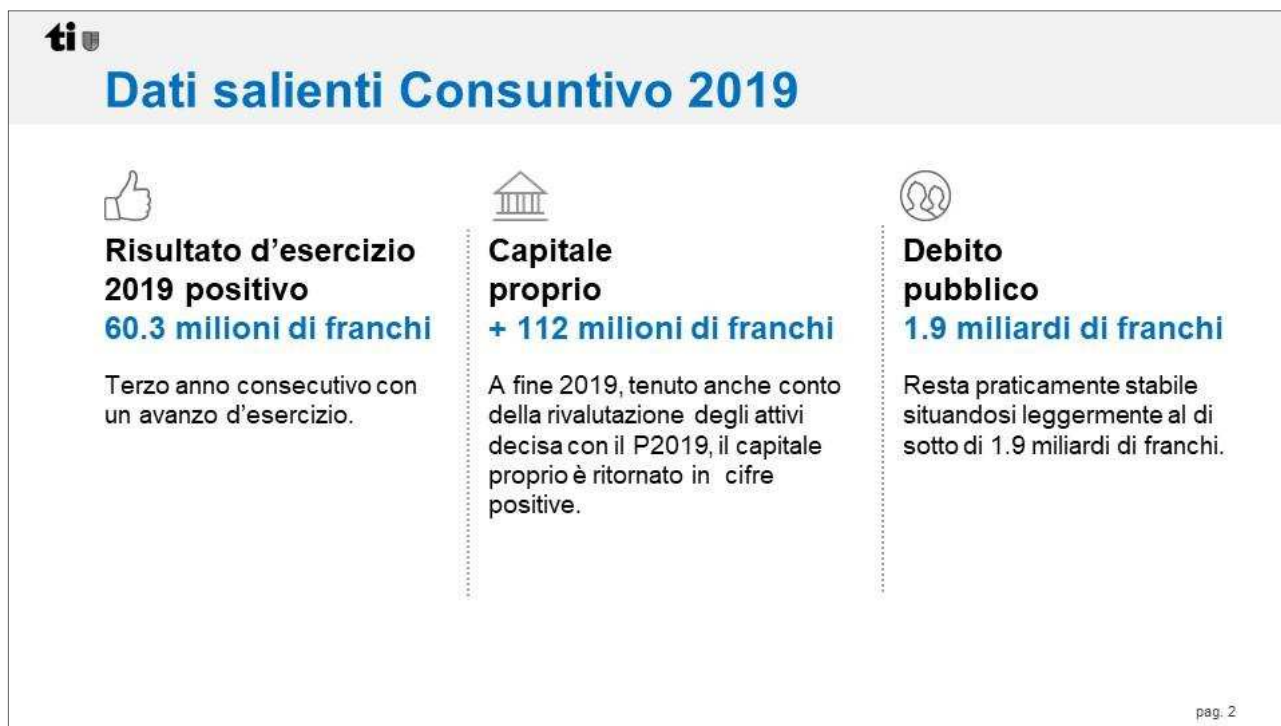 ti
Dati salienti Consuntivo 2019
Risultato d'esercizio
2019 positivo
60.3 milioni di franchi
Terzo anno consecutivo con
un avanzo d'esercizio.
Capitale
proprio
+ 112 milioni di franchi
A fine 2019, tenuto anche conto
della rivalutazione degli attivi
decisa con il P2019, il capitale
proprio è ritornato in cifre
positive.
Debito
pubblico
1.9 miliardi di franchi
Resta praticamente stabile
situandosi leggermente al di
sotto di 1.9 miliardi di franchi.
pag. 2